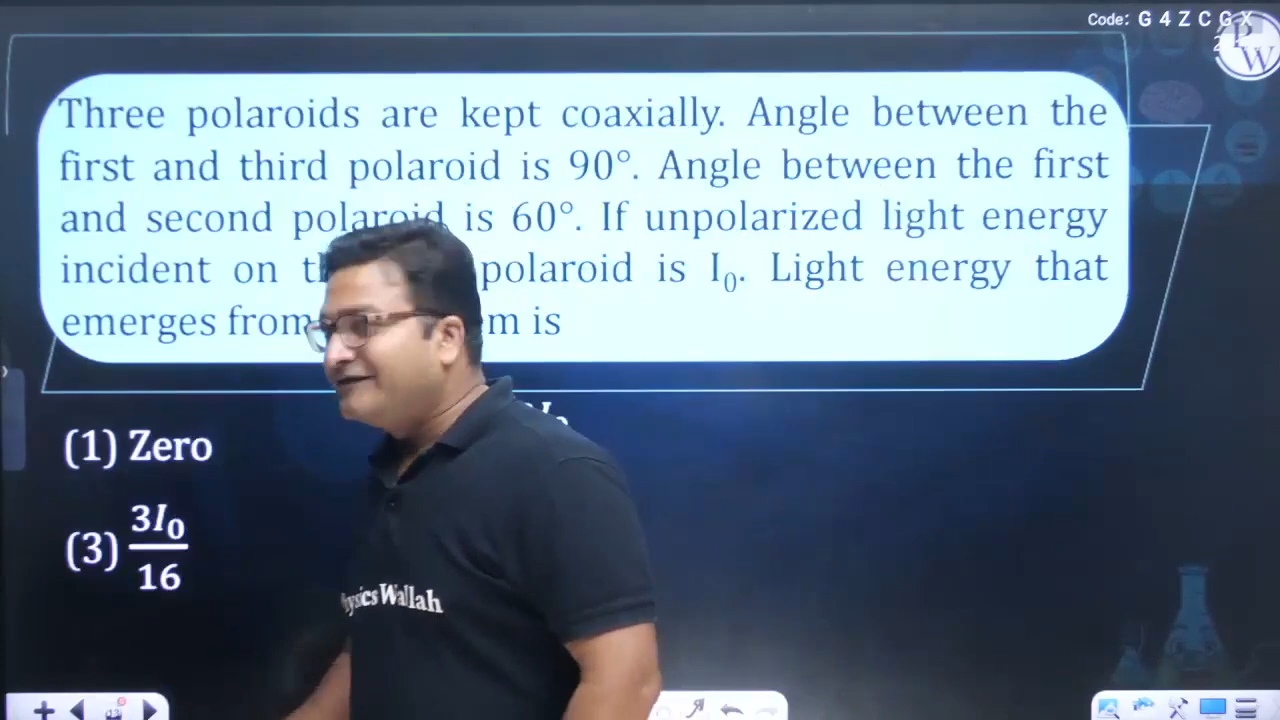 Code: G 4 Z C G X
P W
Three polaroids are kept coaxially. Angle between the
first and third polaroid is 90°. Angle between the first
and second polaroid is 60°. If unpolarized light energy
incident on polaroid is I₀. Light energy that
emerges from is
(1) Zero
(3) 3I₀/16
Wallah